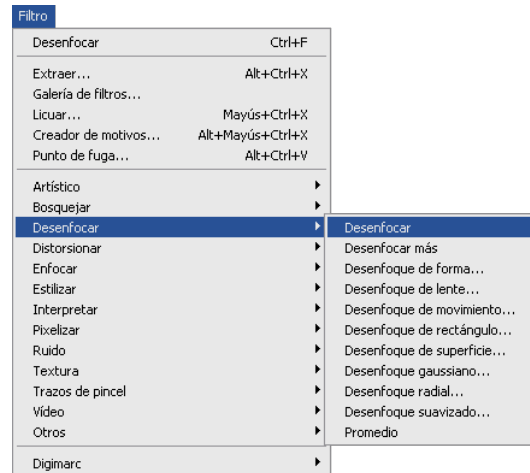 Filtro
Desenfocar Ctrl+F
Extraer... Alt+Ctrl+X
Galería de filtros...
Licuar... Mayús+Ctrl+X
Creador de motivos... Alt+Mayús+Ctrl+X
Punto de fuga... Alt+Ctrl+V
Artístico
Bosquejar
Desenfocar
Distorsionar
Enfocar
Estilizar
Interpretar
Pixelizar
Ruido
Textura
Trazos de pincel
Vídeo
Otros
Digimarc
Desenfocar
Desenfocar más
Desenfoque de forma...
Desenfoque de lente...
Desenfoque de movimiento...
Desenfoque de rectángulo...
Desenfoque de superficie...
Desenfoque gaussiano...
Desenfoque radial...
Desenfoque suavizado...
Promedio